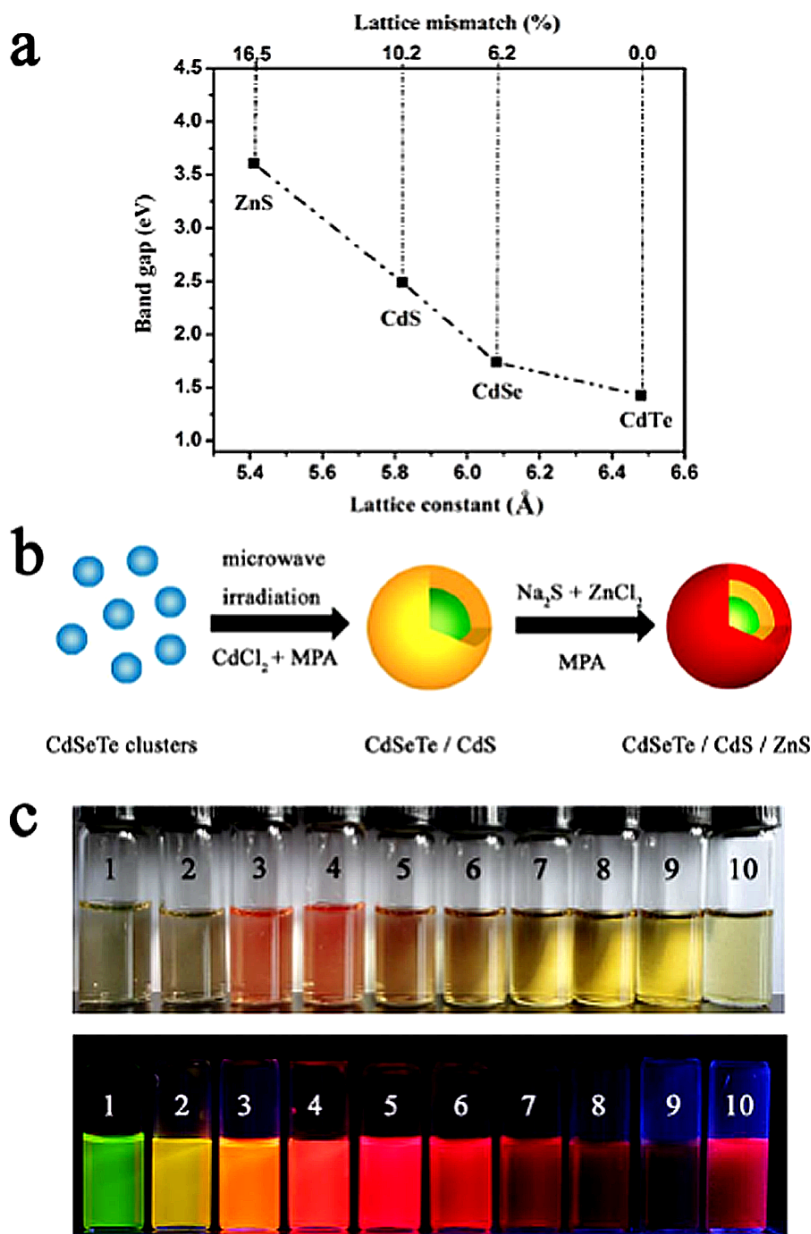 a
Lattice mismatch (%)
16.5 10.2 6.2 0.0
4.5
4.0
3.5
3.0
2.5
2.0
1.5
1.0
Band gap (eV)
ZnS
CdS
CdSe
CdTe
5.4 5.6 5.8 6.0 6.2 6.4 6.6
Lattice constant (Å)
b
microwave
irradiation
CdCl₂ + MPA
Na₂S + ZnCl₂
MPA
CdSeTe clusters
CdSeTe / CdS
CdSeTe / CdS / ZnS
c
1 2 3 4 5 6 7 8 9 10
1 2 3 4 5 6 7 8 9 10